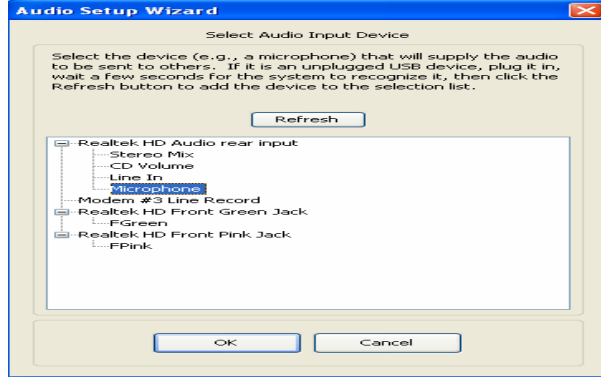 Audio Setup Wizard
Select Audio Input Device
Select the device (e.g., a microphone) that will supply the audio
to be sent to others. If it is an unplugged USB device, plug it in,
wait a few seconds for the system to recognize it, then click the
Refresh button to add the device to the selection list.
Refresh
Realtek HD Audio rear input
Stereo Mix
CD Volume
Line In
Microphone
Modem #3 Line Record
Realtek HD Front Green Jack
FGreen
Realtek HD Front Pink Jack
FPink
OK Cancel